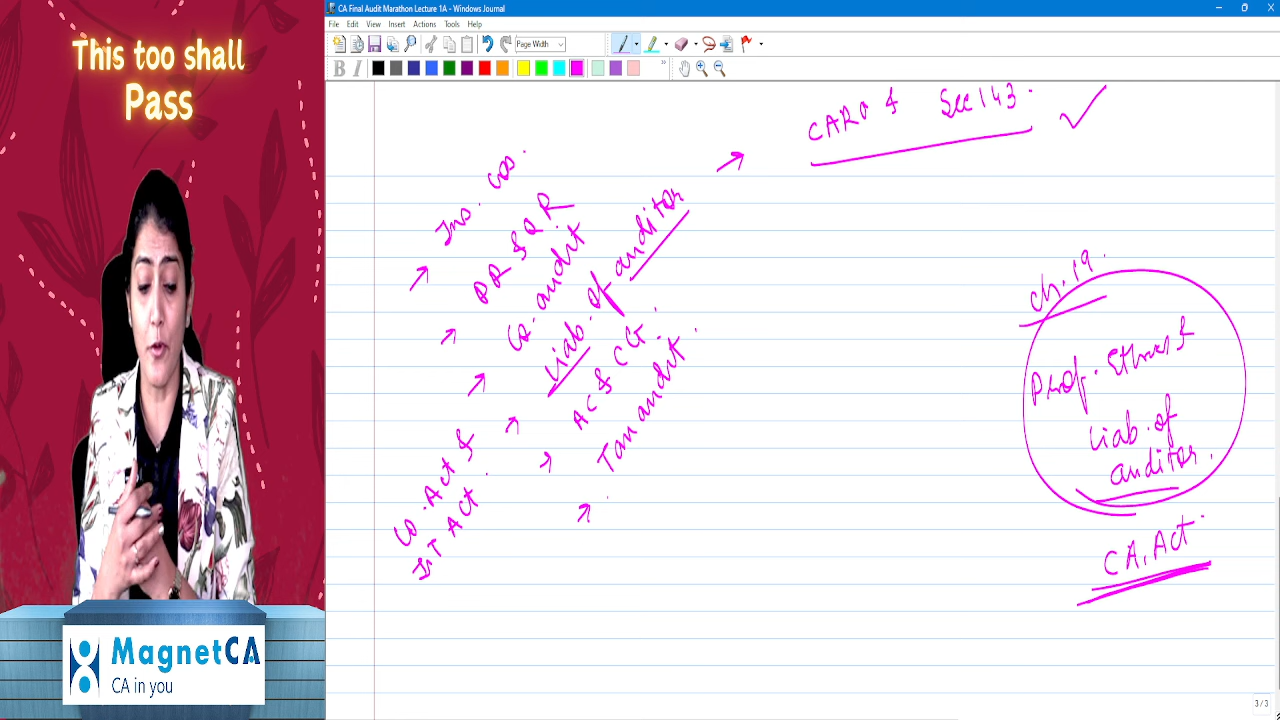 CA Final Audit Marathon Lecture 1A - Windows Journal
File Edit View Insert Actions Tools Help
Page Width
B I
This too shall
Pass
CARO & Sec 143.
Ins. Cos.
PR & QR
Co. audit
Liab. of auditor
AC & CG.
Tax audit.
Co. Act &
IT Act.
Ch. 19.
Prof. Ethics &
Liab. of
auditor.
CA. Act.
MagnetCA
CA in you
3/3